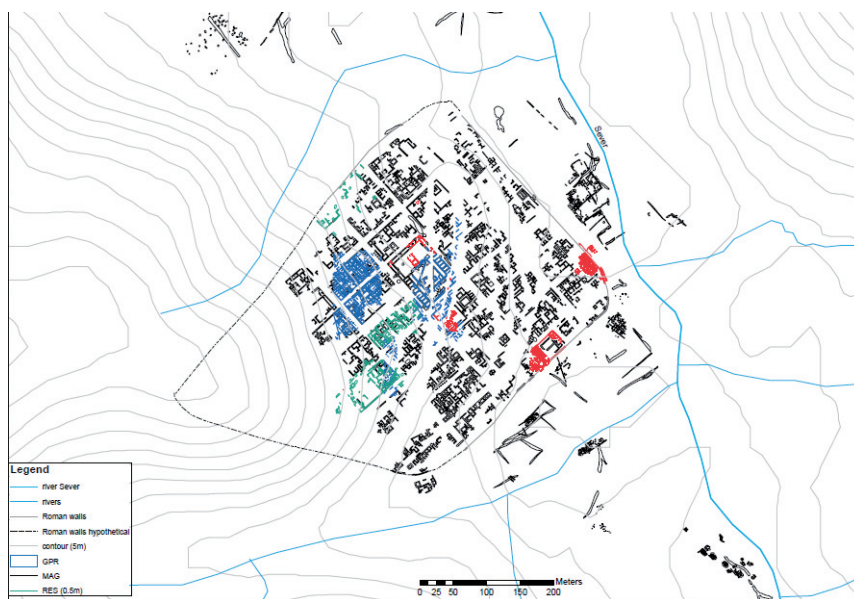 Sever
Legend
river Sever
rivers
Roman walls
Roman walls hypothetical
contour (5m)
GPR
MAG
RES (0.5m)
Meters
0 25 50 100 150 200